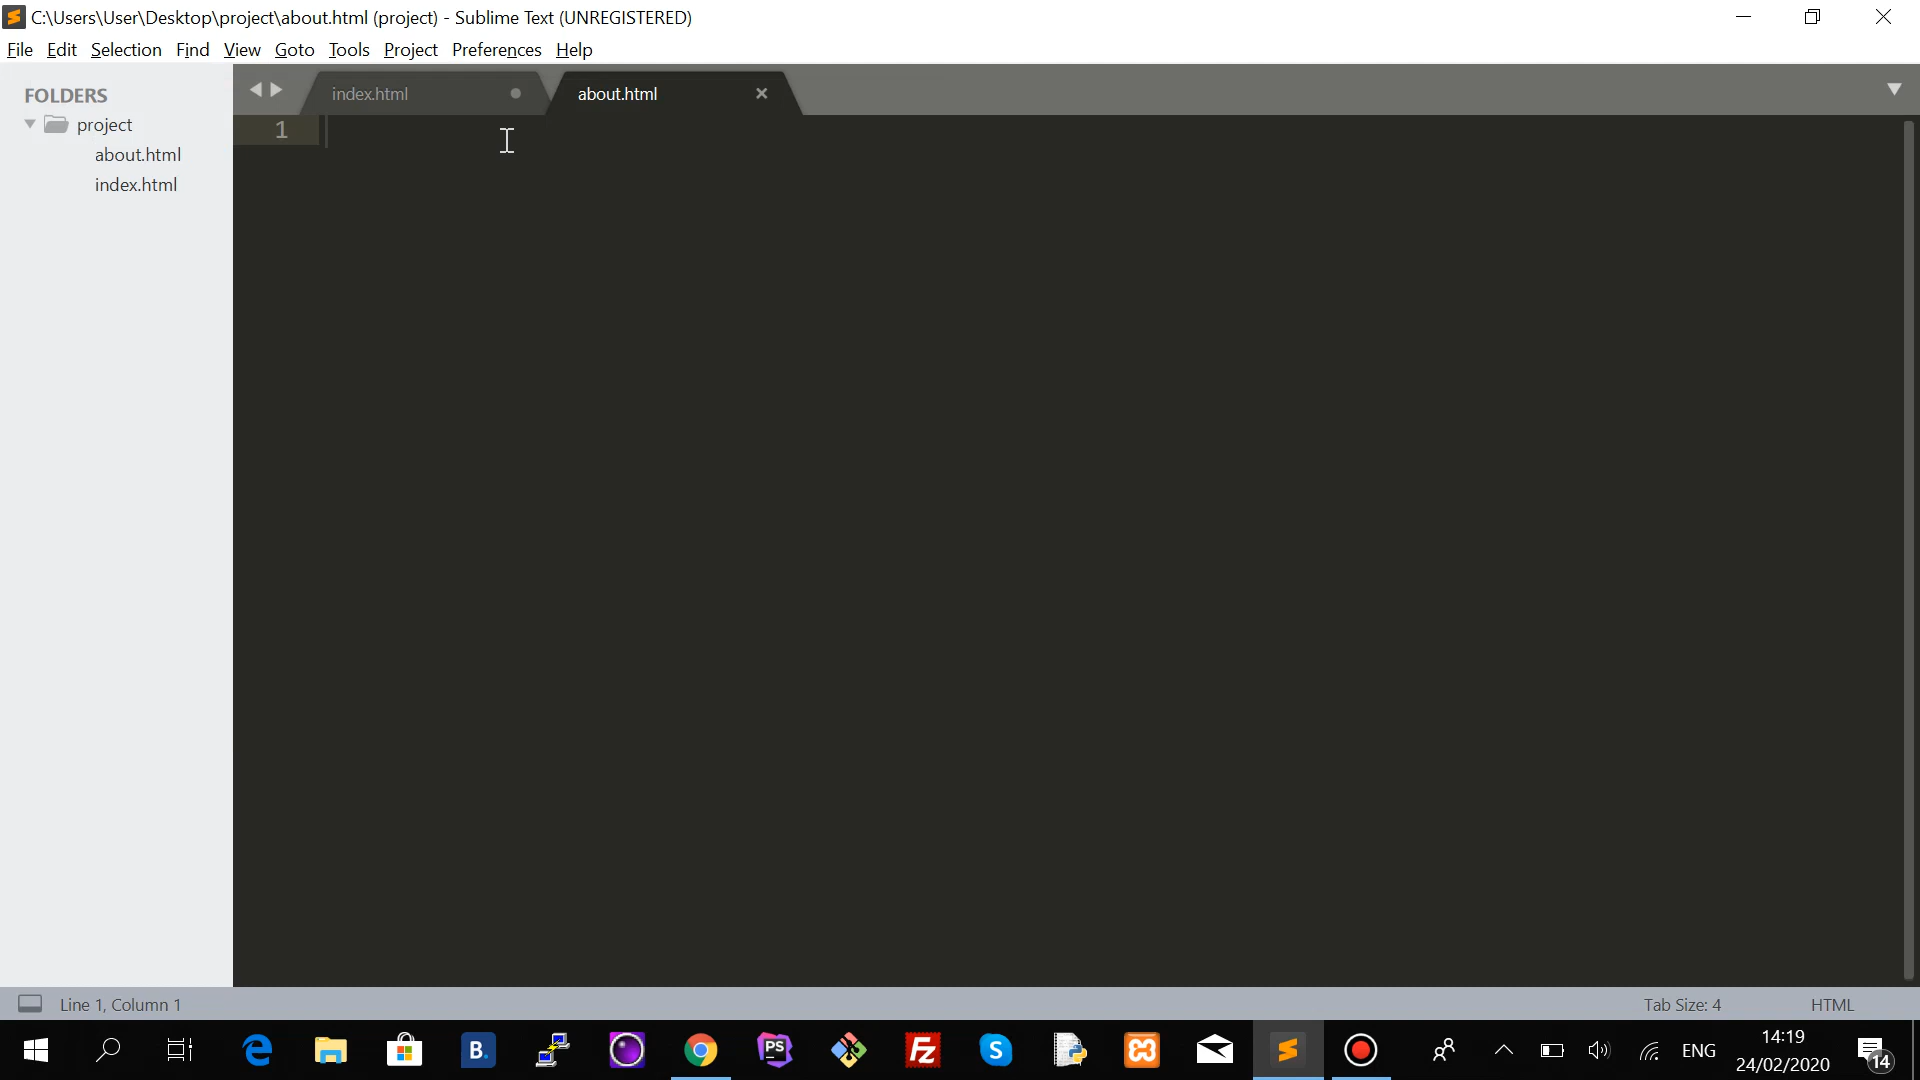 C:\Users\User\Desktop\project\about.html (project) - Sublime Text (UNREGISTERED)
File Edit Selection Find View Goto Tools Project Preferences Help
FOLDERS
project
about.html
index.html
index.html
about.html
1
Line 1, Column 1
Tab Size: 4
HTML
B.
PS
Fz
S
ENG
14:19
24/02/2020
14